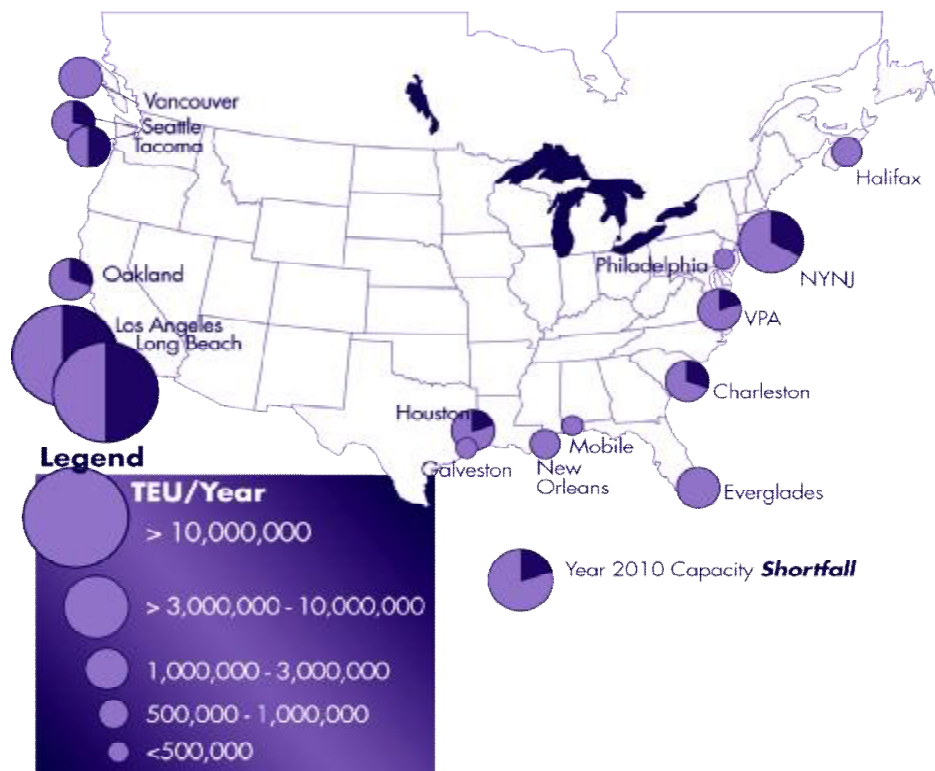 Vancouver
Seattle
Tacoma
Halifax
Oakland
Philadelphia
NYNJ
Los Angeles
Long Beach
VPA
Charleston
Houston
Mobile
Galveston
New
Orleans
Everglades
Legend
TEU/Year
> 10,000,000
Year 2010 Capacity Shortfall
> 3,000,000 - 10,000,000
1,000,000 - 3,000,000
500,000 - 1,000,000
<500,000